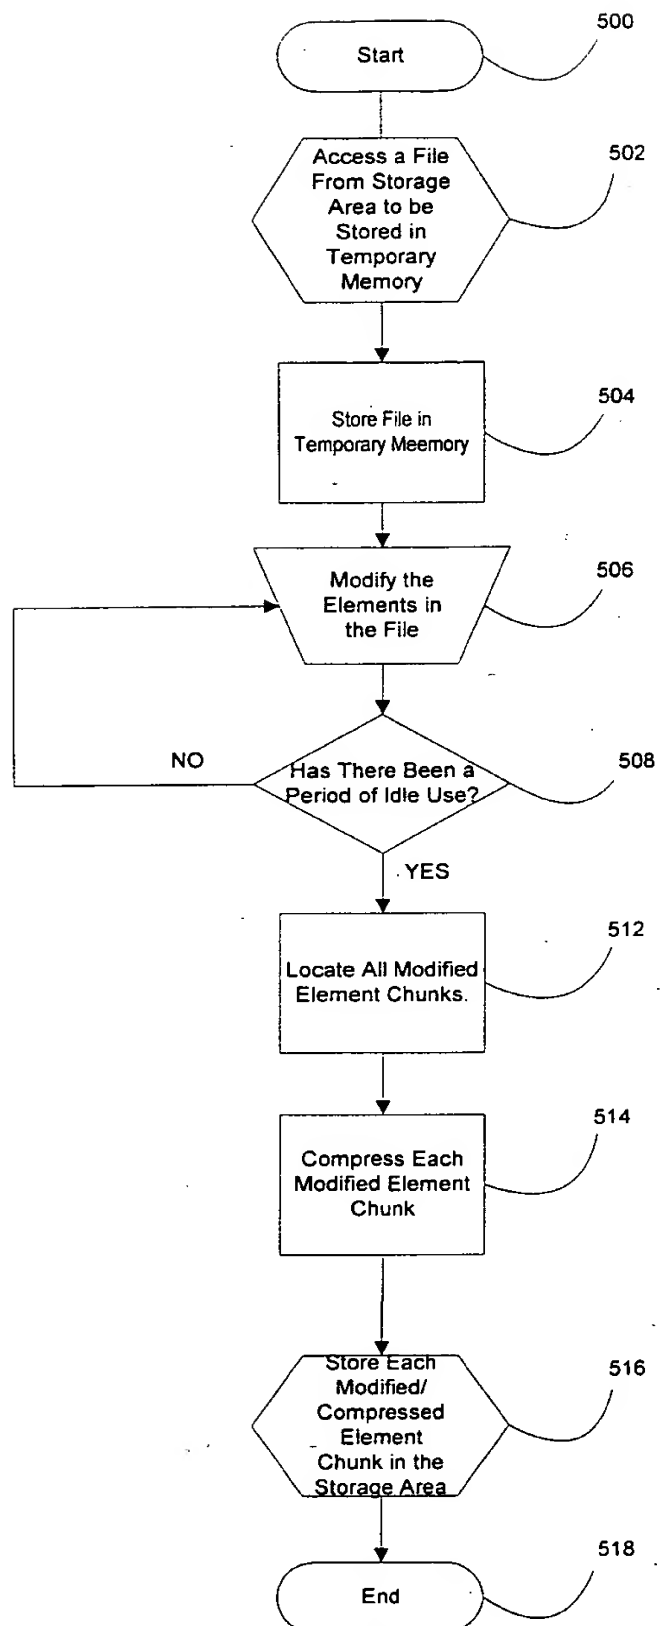 500
Start
502
Access a File
From Storage
Area to be
Stored in
Temporary
Memory
504
Store File in
Temporary Meemory
506
Modify the
Elements in
the File
NO
Has There Been a
Period of Idle Use?
508
YES
512
Locate All Modified
Element Chunks.
514
Compress Each
Modified Element
Chunk
516
Store Each
Modified/
Compressed
Element
Chunk in the
Storage Area
518
End